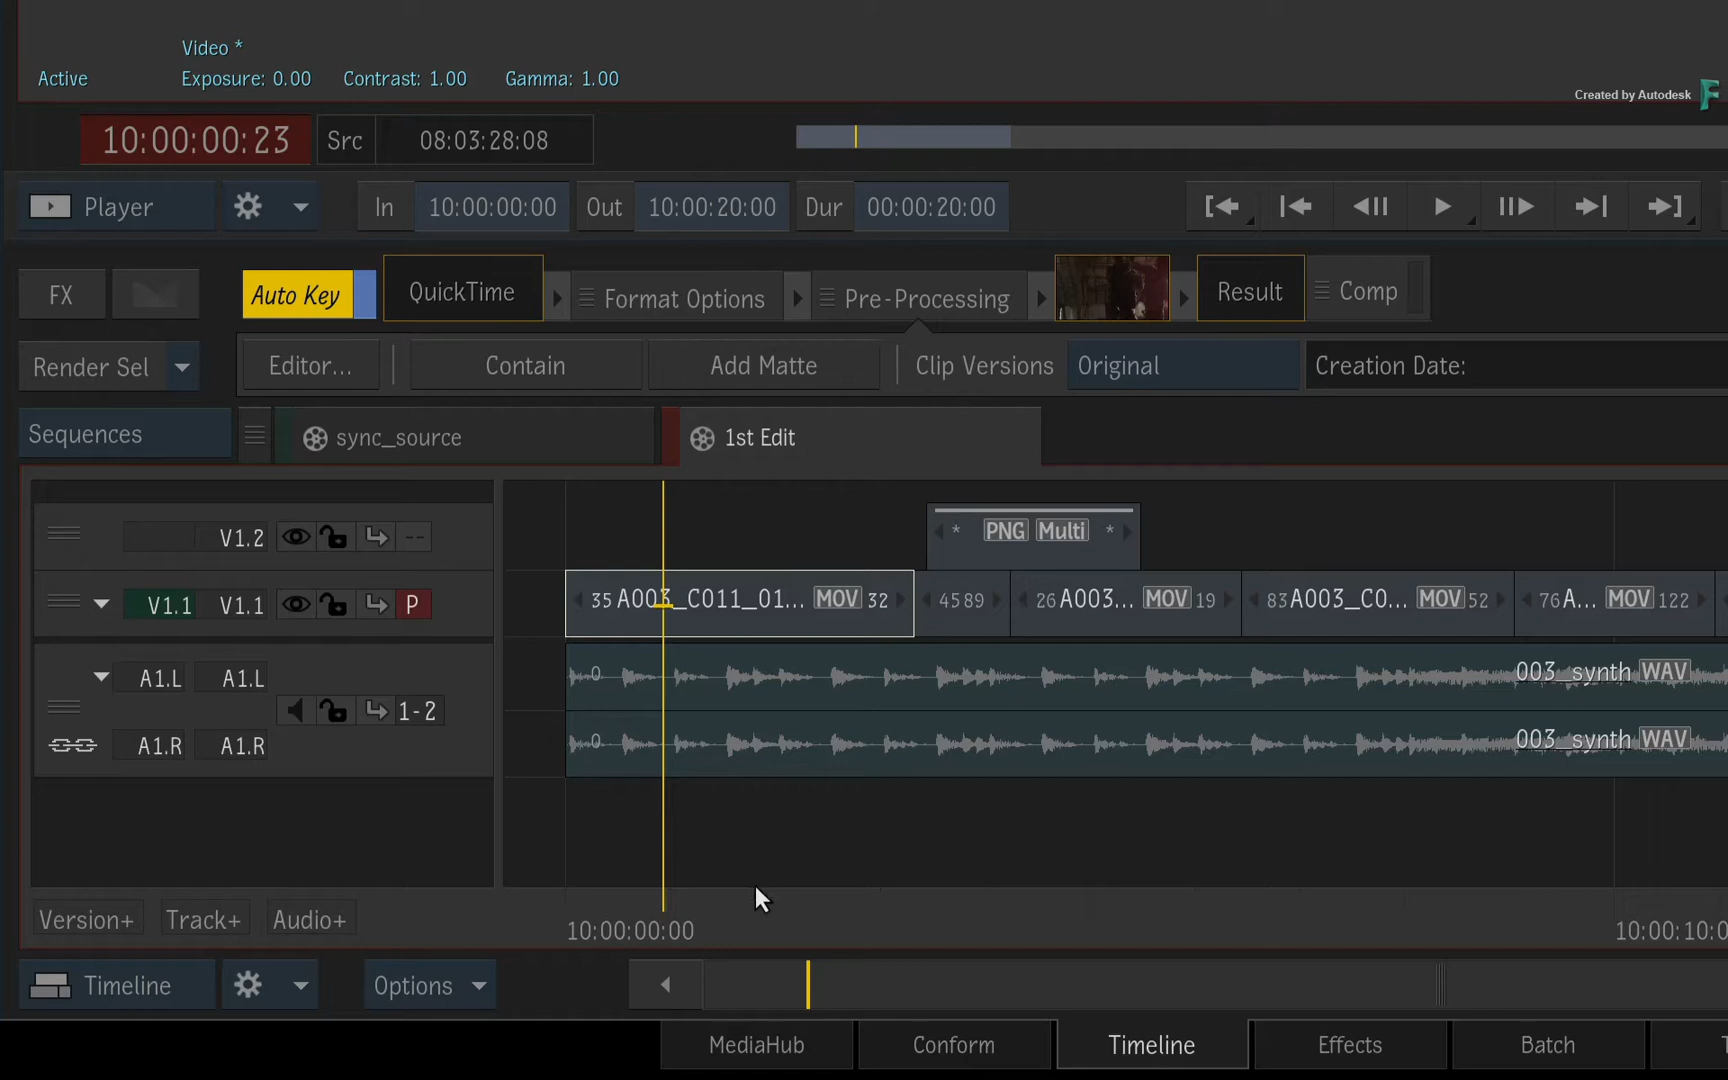 Video *
Active Exposure: 0.00 Contrast: 1.00 Gamma: 1.00
Created by Autodesk
10:00:00:23 Src 08:03:28:08
Player In 10:00:00:00 Out 10:00:20:00 Dur 00:00:20:00
FX Auto Key QuickTime Format Options Pre-Processing Result Comp
Render Sel Editor... Contain Add Matte Clip Versions Original Creation Date:
Sequences sync_source 1st Edit
V1.2 -- * PNG Multi *
V1.1 V1.1 P 35 A003_C011_01... MOV 32 45 89 26 A003... MOV 19 83 A003_C0... MOV 52 76 A... MOV 122
A1.L A1.L 0 003_synth WAV
1-2
A1.R A1.R 0 003_synth WAV
Version+ Track+ Audio+ 10:00:00:00 10:00:10:0
Timeline Options
MediaHub Conform Timeline Effects Batch